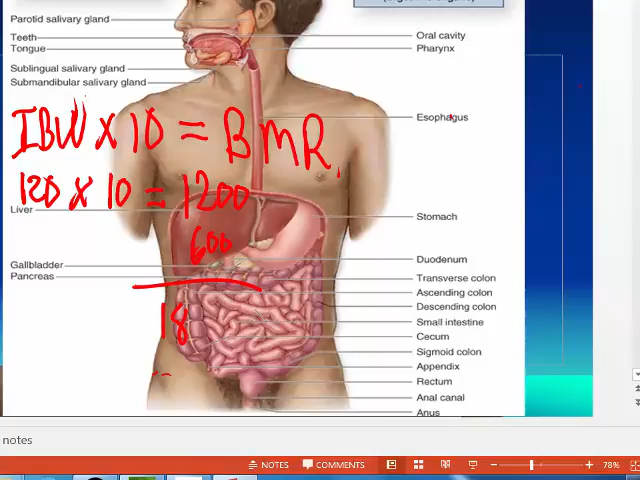 Parotid salivary gland
Teeth
Tongue
Sublingual salivary gland
Submandibular salivary gland
Oral cavity
Pharynx
Esophagus
IBW × 10 = BMR.
120 × 10 = 1200
600
18
Liver
Gallbladder
Pancreas
Stomach
Duodenum
Transverse colon
Ascending colon
Descending colon
Small intestine
Cecum
Sigmoid colon
Appendix
Rectum
Anal canal
Anus
notes
NOTES
COMMENTS
78%